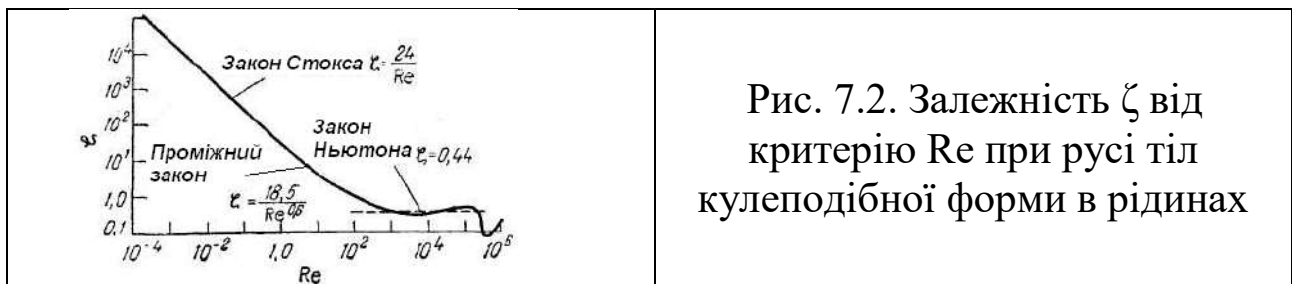 10⁴
10³
10²
10¹
1,0
0,1
ζ
Закон Стокса ζ = 24/Re
Закон
Ньютона ζ=0,44
Проміжний
закон
ζ = 18,5/Re^0,6
10⁻⁴ 10⁻² 1,0 10² 10⁴ 10⁶
Re
Рис. 7.2. Залежність ζ від
критерію Re при русі тіл
кулеподібної форми в рідинах